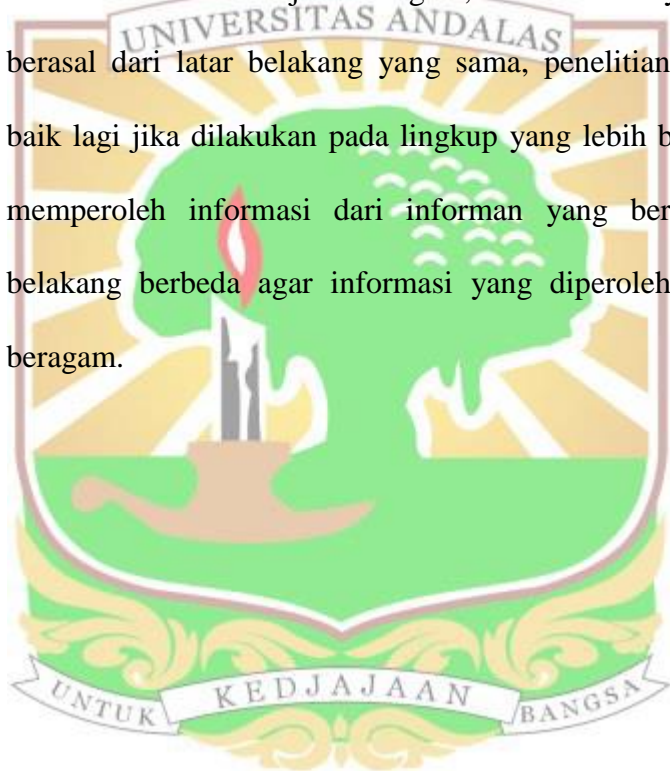 UNIVERSITAS ANDALAS
berasal dari latar belakang yang sama, penelitian
baik lagi jika dilakukan pada lingkup yang lebih b
memperoleh informasi dari informan yang ber
belakang berbeda agar informasi yang diperoleh
beragam.
UNTUK KEDJAJAAN BANGSA